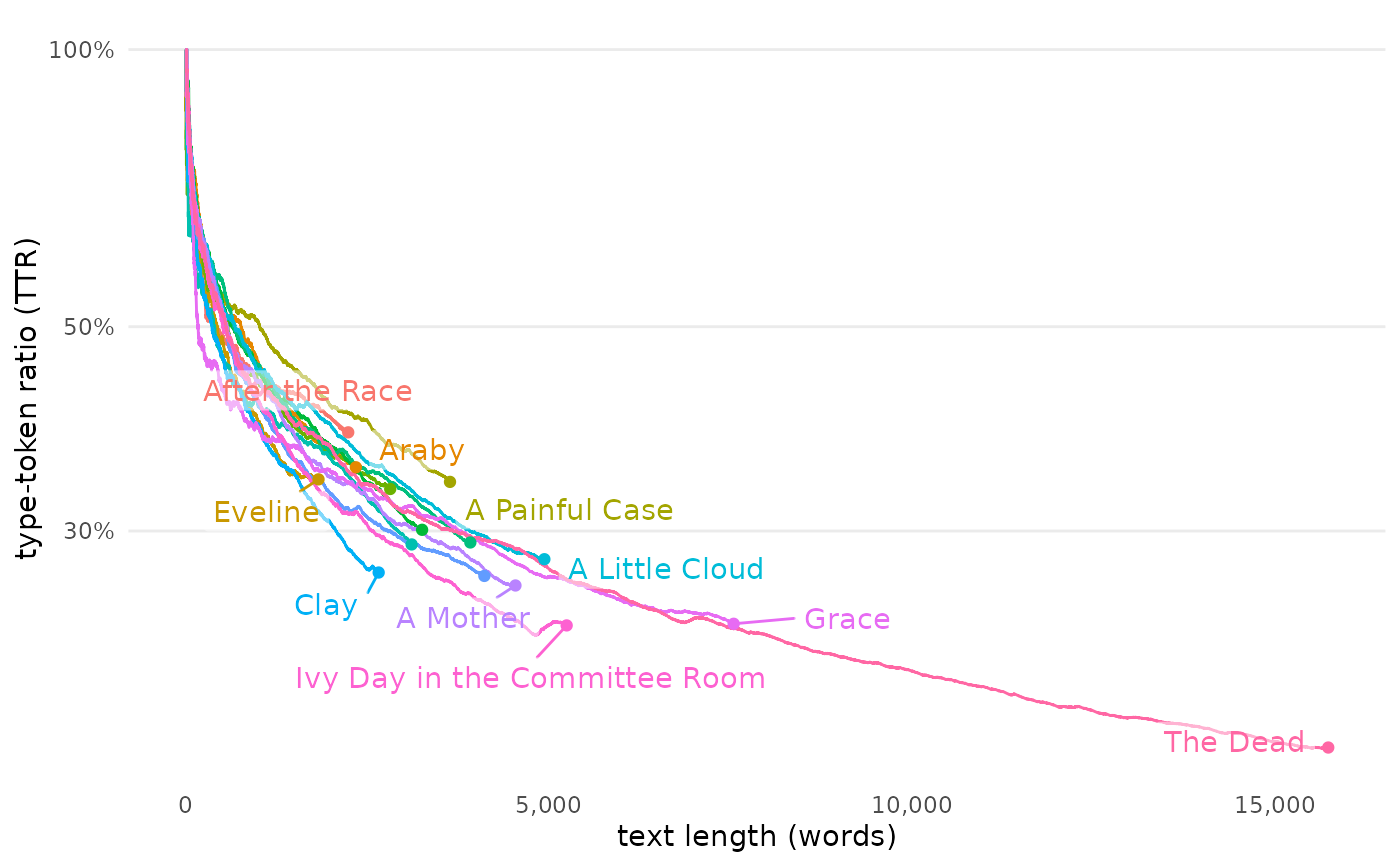 100%
After the Race
50%
Araby
Eveline
A Painful Case
30%
A Little Cloud
Clay
A Mother
Grace
Ivy Day in the Committee Room
The Dead
0
5,000
10,000
15,000
text length (words)
type-token ratio (TTR)